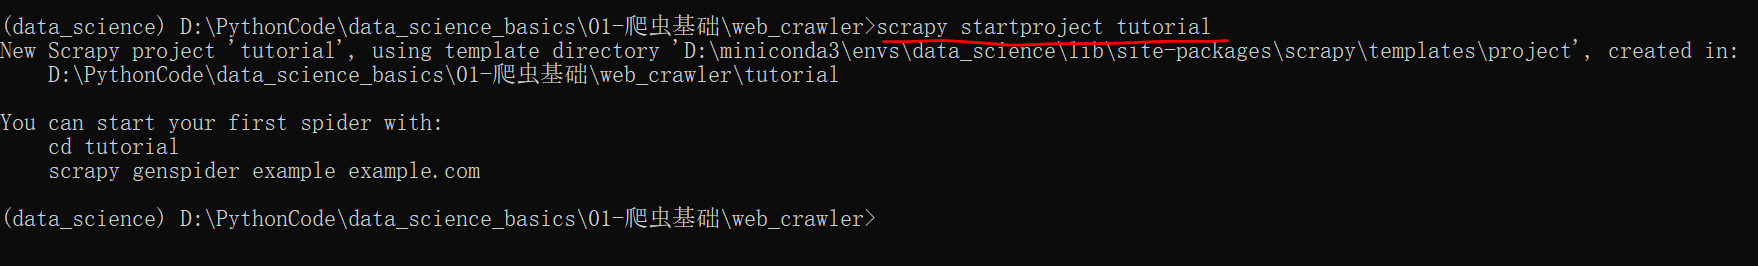 (data_science) D:\PythonCode\data_science_basics\01-爬虫基础\web_crawler>scrapy startproject tutorial
New Scrapy project 'tutorial', using template directory 'D:\miniconda3\envs\data_science\lib\site-packages\scrapy\templates\project', created in:
    D:\PythonCode\data_science_basics\01-爬虫基础\web_crawler\tutorial

You can start your first spider with:
    cd tutorial
    scrapy genspider example example.com

(data_science) D:\PythonCode\data_science_basics\01-爬虫基础\web_crawler>